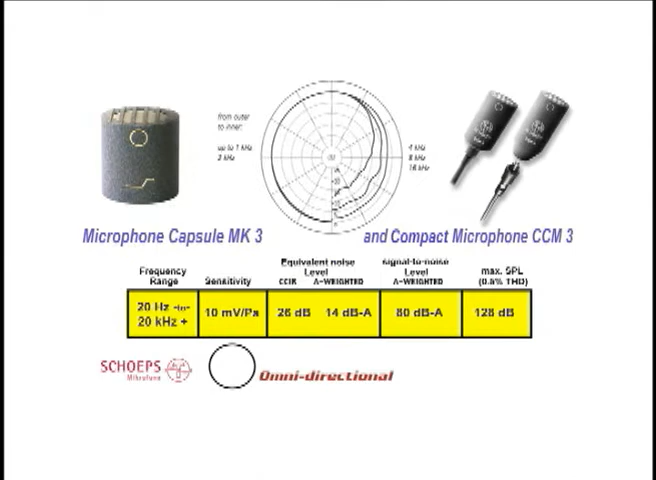 from outer
to inner:
up to 1 kHz
2 kHz
4 kHz
8 kHz
16 kHz
Microphone Capsule MK 3
and Compact Microphone CCM 3
Frequency
Range
Sensitivity
Equivalent noise
Level
CCIR A-WEIGHTED
signal-to-noise
Level
A-WEIGHTED
max. SPL
(0.5% THD)
20 Hz -to-
20 kHz +
10 mV/Pa
26 dB
14 dB-A
80 dB-A
128 dB
SCHOEPS
Mikrofone
Omni-directional